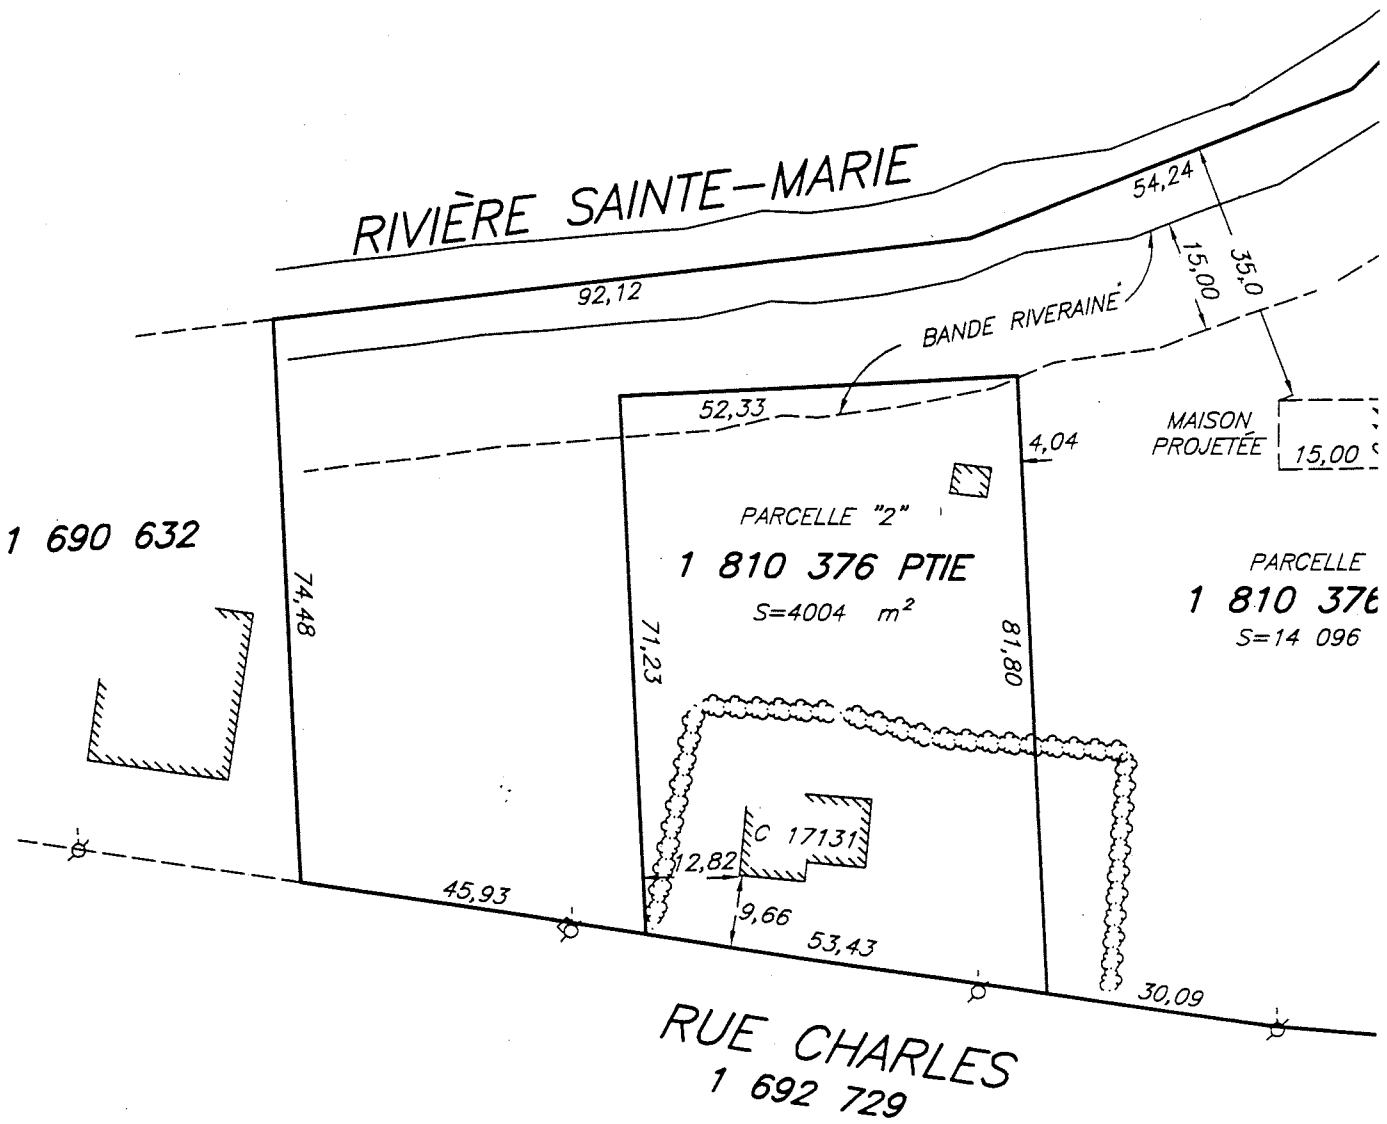 RIVIÈRE SAINTE-MARIE
54,24
92,12
35,0
15,00
BANDE RIVERAINE
52,33
4,04
MAISON
PROJETÉE
15,00
1 690 632
PARCELLE "2"
1 810 376 PTIE
S=4004 m²
PARCELLE
1 810 376
S=14 096
74,48
71,23
81,80
C 17131
12,82
9,66
45,93
53,43
30,09
RUE CHARLES
1 692 729